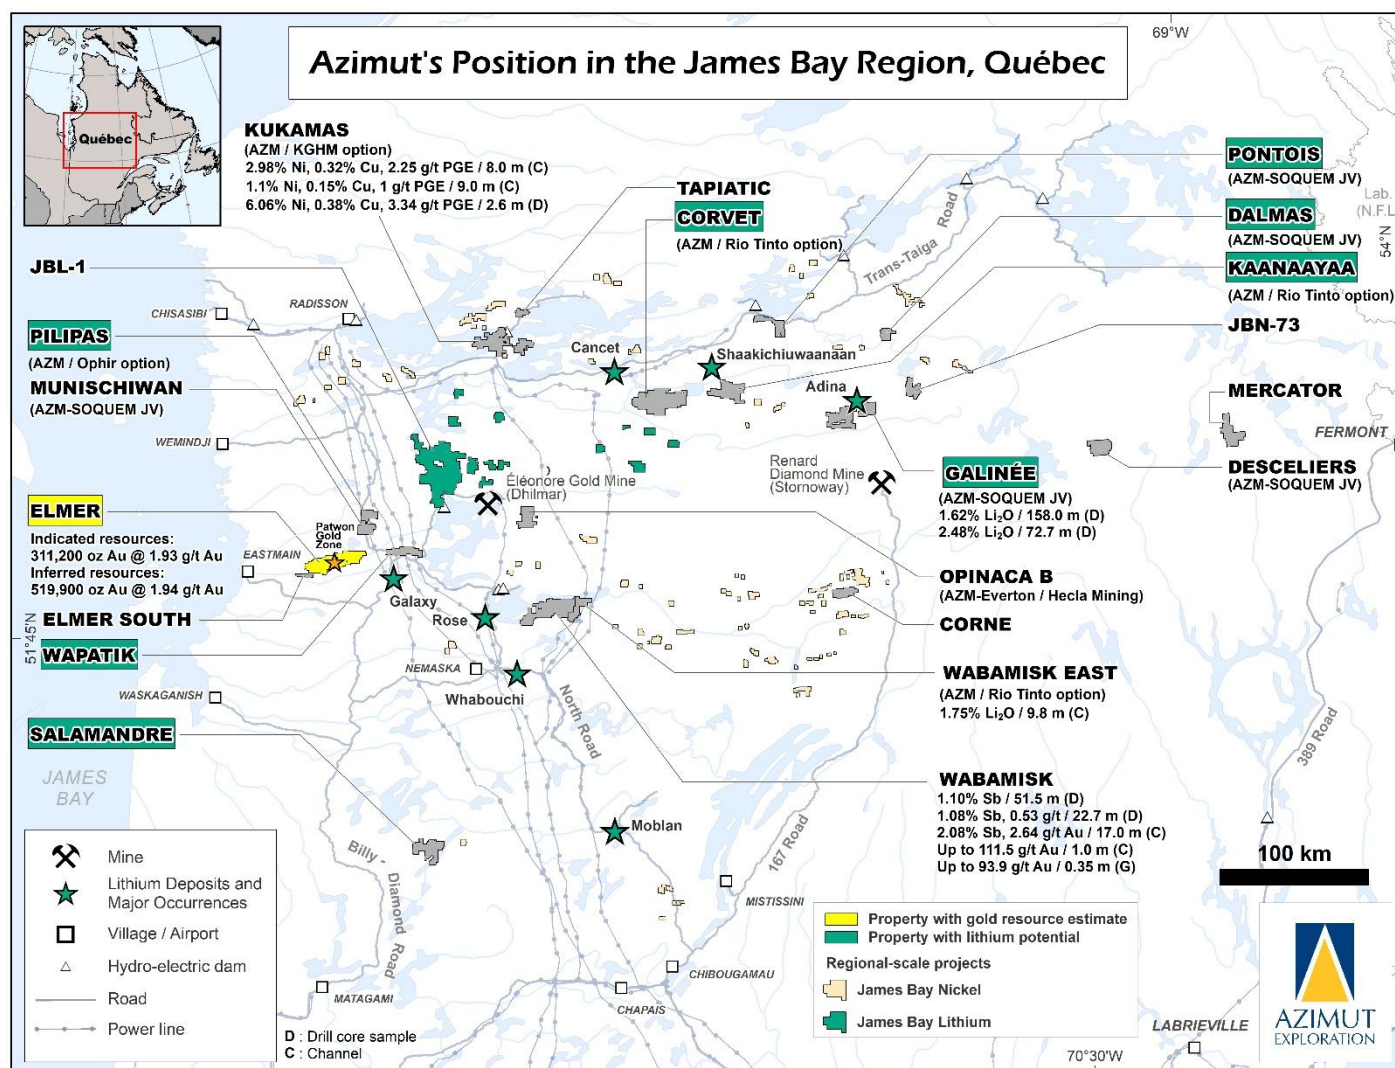 Azimut's Position in the James Bay Region, Québec
Québec
69°W
54°N
Lab.
(N.F.L
KUKAMAS
(AZM / KGHM option)
2.98% Ni, 0.32% Cu, 2.25 g/t PGE / 8.0 m (C)
1.1% Ni, 0.15% Cu, 1 g/t PGE / 9.0 m (C)
6.06% Ni, 0.38% Cu, 3.34 g/t PGE / 2.6 m (D)
TAPIATIC
CORVET
(AZM / Rio Tinto option)
PONTOIS
(AZM-SOQUEM JV)
DALMAS
(AZM-SOQUEM JV)
KAANAAYAA
(AZM / Rio Tinto option)
JBN-73
MERCATOR
FERMONT
DESCELIERS
(AZM-SOQUEM JV)
Trans-Taiga Road
JBL-1
RADISSON
CHISASIBI
PILIPAS
(AZM / Ophir option)
MUNISCHIWAN
(AZM-SOQUEM JV)
WEMINDJI
Cancet
Shaakichiuwaanaan
Adina
Renard
Diamond Mine
(Stornoway)
Éléonore Gold Mine
(Dhilmar)
GALINÉE
(AZM-SOQUEM JV)
1.62% Li₂O / 158.0 m (D)
2.48% Li₂O / 72.7 m (D)
ELMER
Indicated resources:
311,200 oz Au @ 1.93 g/t Au
Inferred resources:
519,900 oz Au @ 1.94 g/t Au
Patwon
Gold
Zone
EASTMAIN
ELMER SOUTH
WAPATIK
51°45'N
Galaxy
Rose
NEMASKA
Whabouchi
WASKAGANISH
OPINACA B
(AZM-Everton / Hecla Mining)
CORNE
WABAMISK EAST
(AZM / Rio Tinto option)
1.75% Li₂O / 9.8 m (C)
SALAMANDRE
JAMES
BAY
North Road
389 Road
WABAMISK
1.10% Sb / 51.5 m (D)
1.08% Sb, 0.53 g/t / 22.7 m (D)
2.08% Sb, 2.64 g/t Au / 17.0 m (C)
Up to 111.5 g/t Au / 1.0 m (C)
Up to 93.9 g/t Au / 0.35 m (G)
Moblan
167 Road
Billy - Diamond Road
100 km
MISTISSINI
CHIBOUGAMAU
CHAPAIS
MATAGAMI
LABRIEVILLE
70°30'W
Mine
Lithium Deposits and
Major Occurrences
Village / Airport
Hydro-electric dam
Road
Power line
D : Drill core sample
C : Channel
Property with gold resource estimate
Property with lithium potential
Regional-scale projects
James Bay Nickel
James Bay Lithium
AZIMUT
EXPLORATION